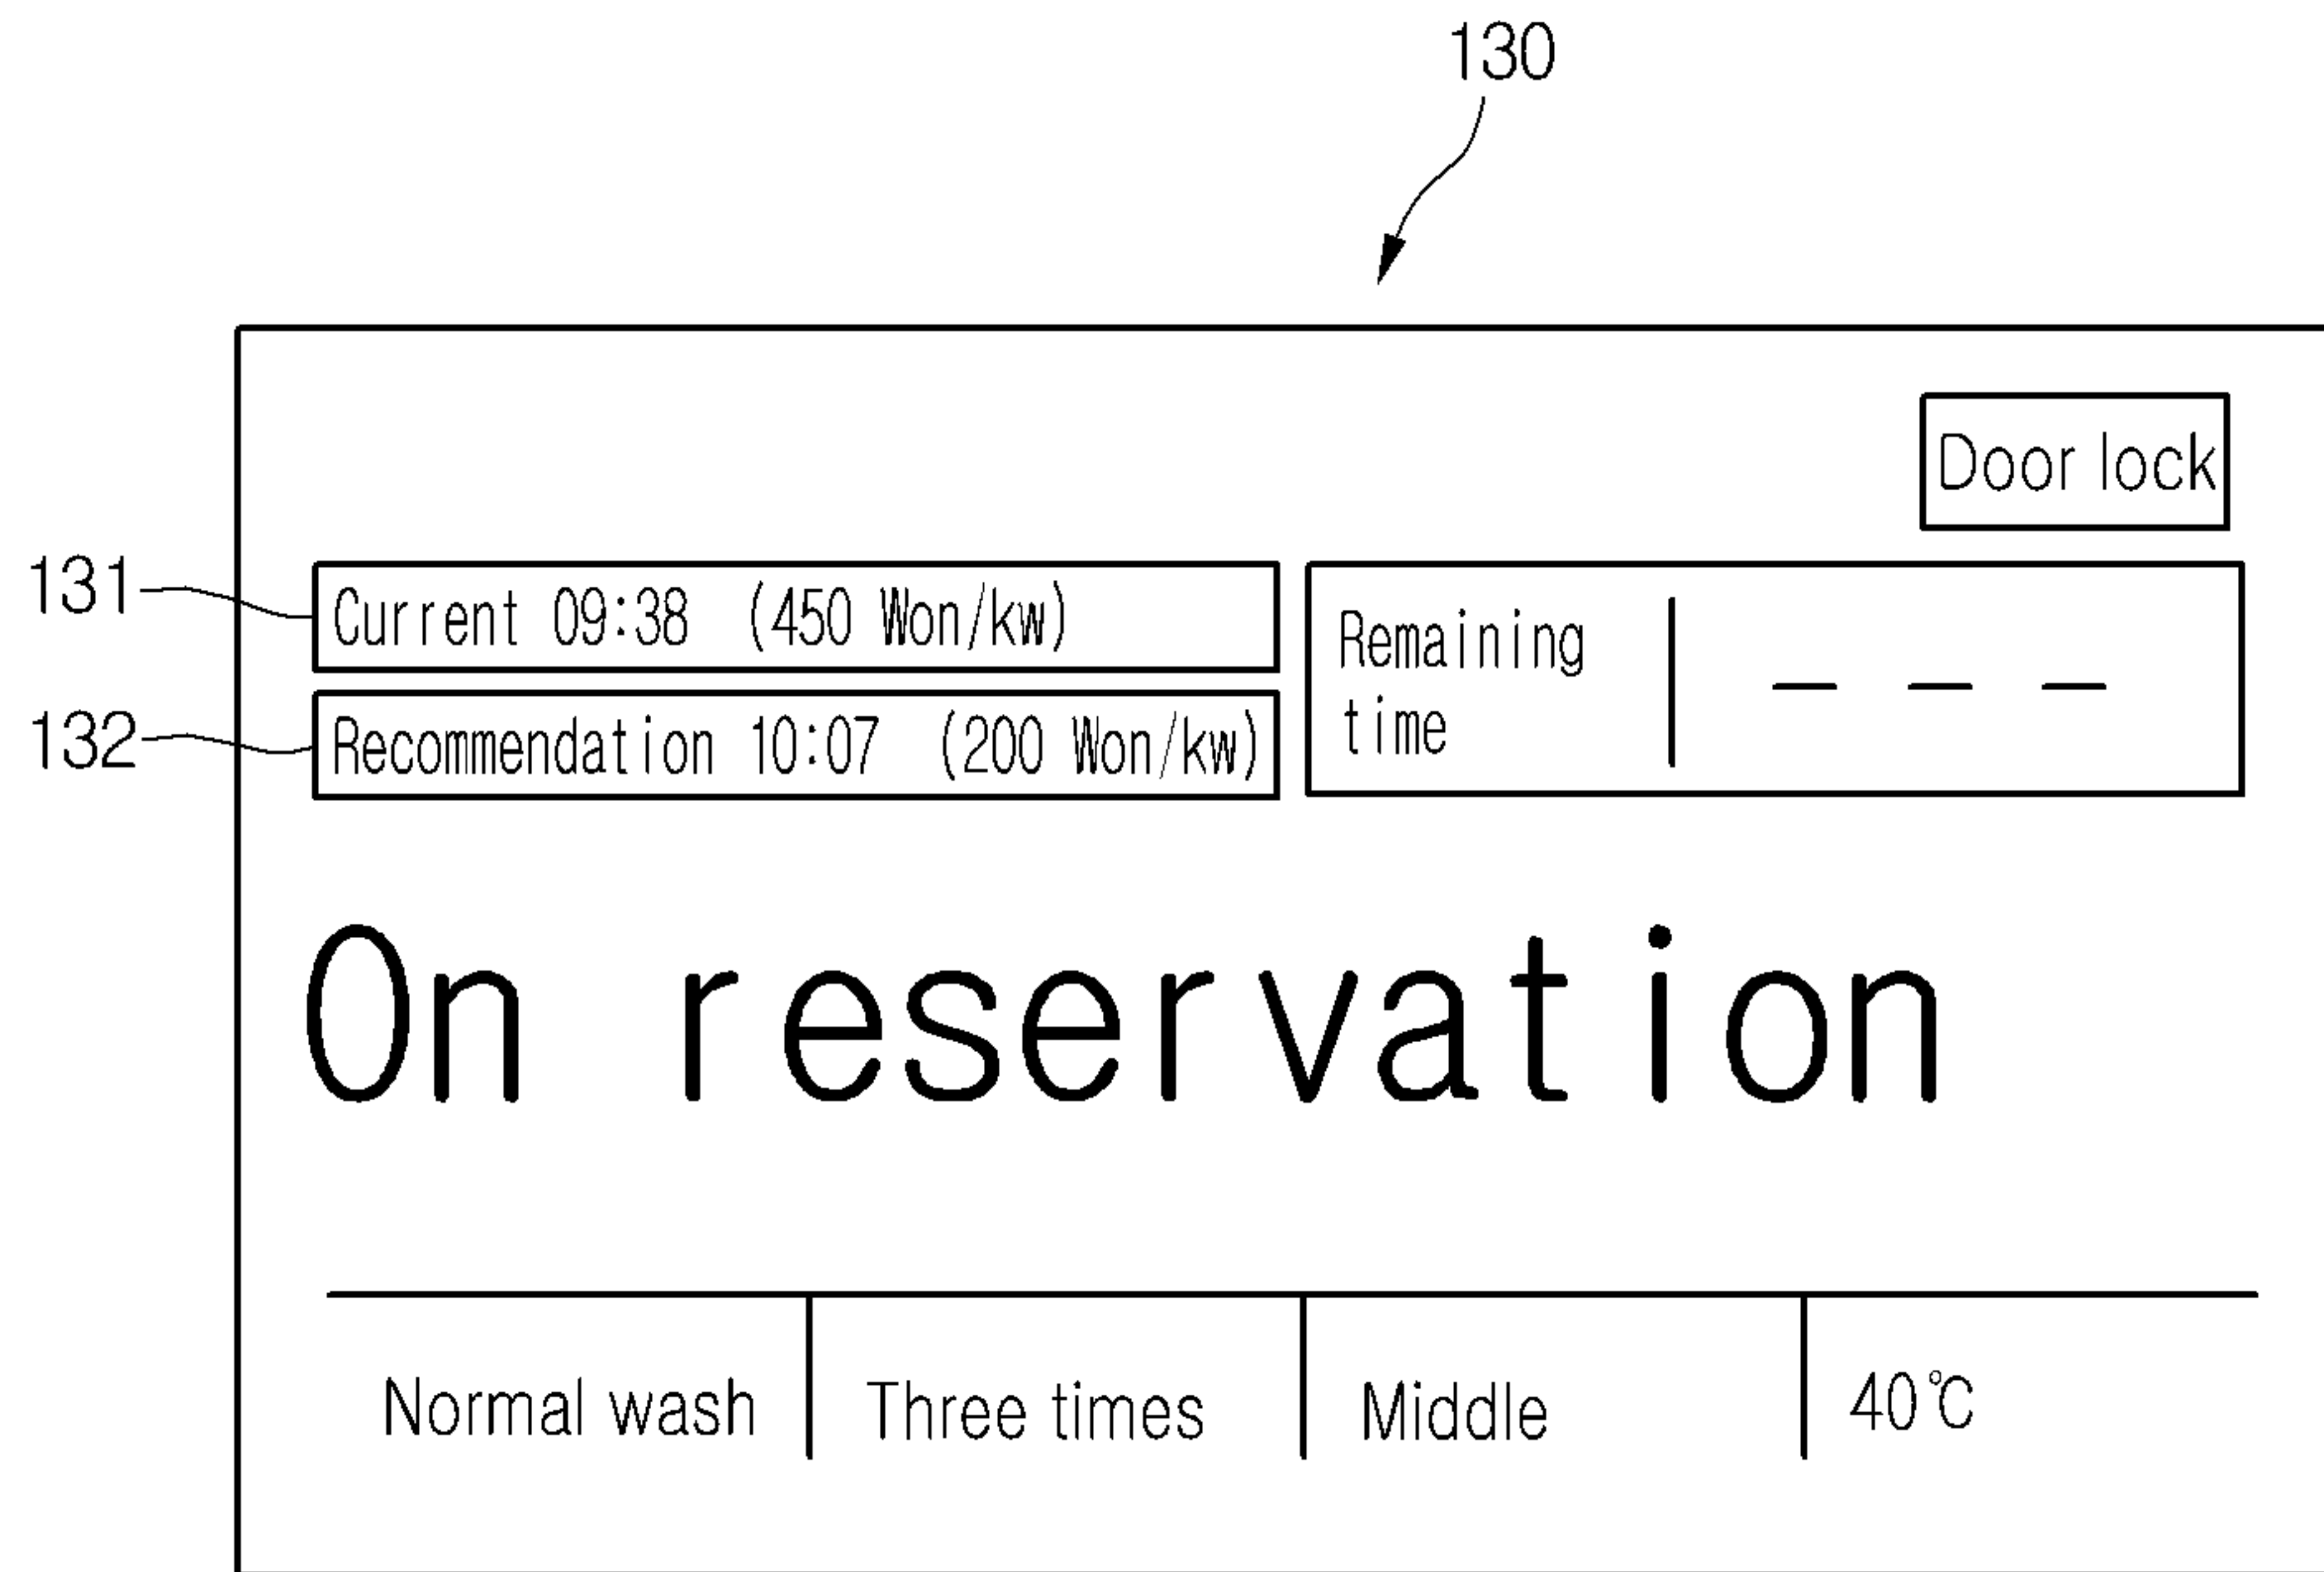 130
Door lock
131
Current 09:38 (450 Won/kw)
Remaining
time
— — —
132
Recommendation 10:07 (200 Won/kw)
On reservation
Normal wash
Three times
Middle
40℃